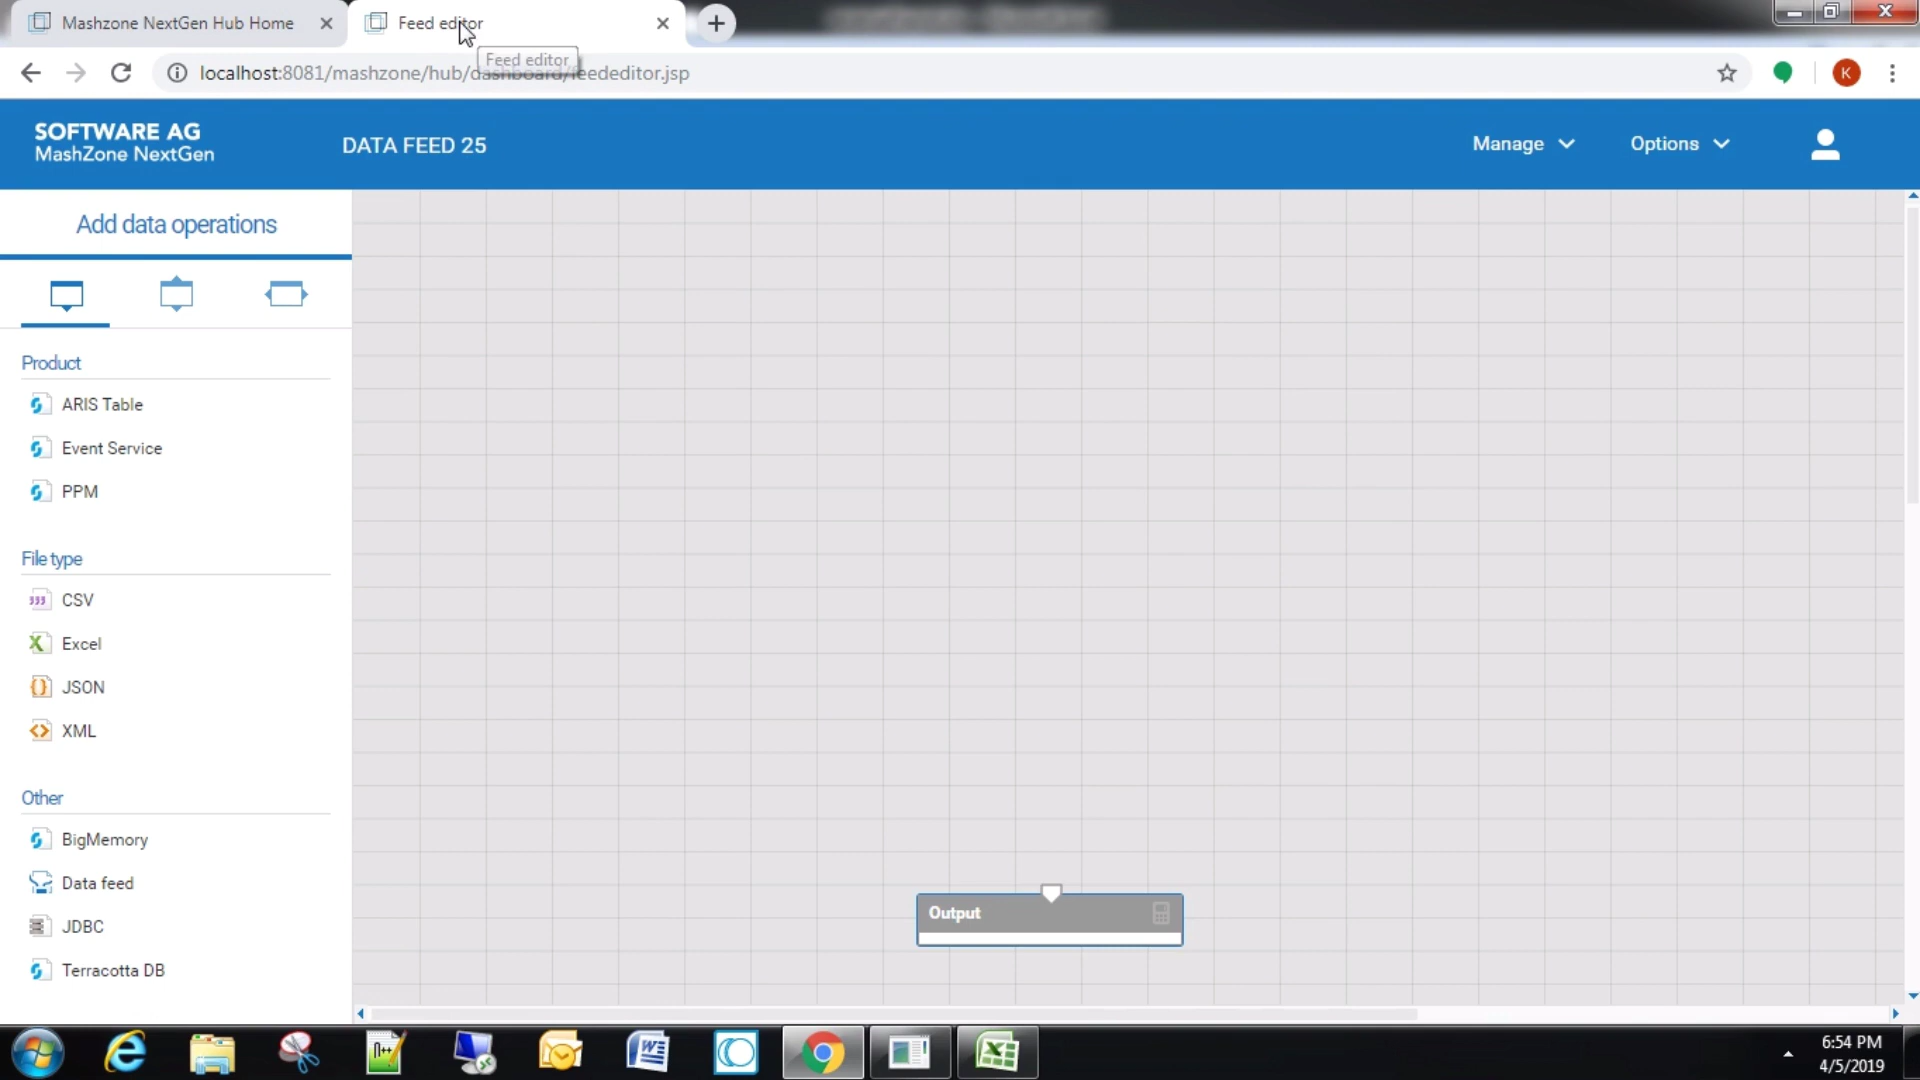 Mashzone NextGen Hub Home
Feed editor
Feed editor
localhost:8081/mashzone/hub/dashboard/feededitor.jsp
K
SOFTWARE AG
MashZone NextGen
DATA FEED 25
Manage
Options
Add data operations
Product
ARIS Table
Event Service
PPM
File type
CSV
Excel
JSON
XML
Other
BigMemory
Data feed
JDBC
Terracotta DB
Output
6:54 PM
4/5/2019